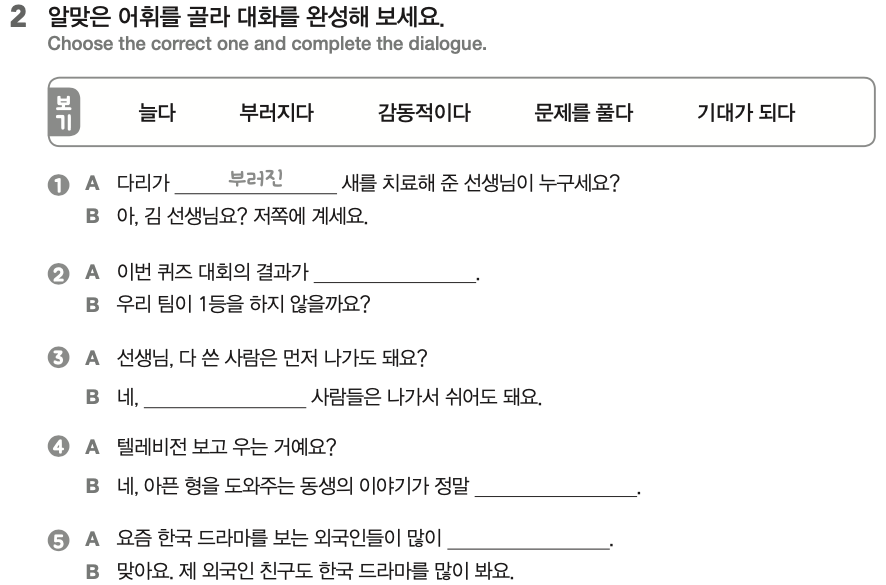 2 알맞은 어휘를 골라 대화를 완성해 보세요.
Choose the correct one and complete the dialogue.
보기 늘다 부러지다 감동적이다 문제를 풀다 기대가 되다
1 A 다리가 부러진 새를 치료해 준 선생님이 누구세요?
B 아, 김 선생님요? 저쪽에 계세요.
2 A 이번 퀴즈 대회의 결과가 ________________.
B 우리 팀이 1등을 하지 않을까요?
3 A 선생님, 다 쓴 사람은 먼저 나가도 돼요?
B 네, ________________ 사람들은 나가서 쉬어도 돼요.
4 A 텔레비전 보고 우는 거예요?
B 네, 아픈 형을 도와주는 동생의 이야기가 정말 ________________.
5 A 요즘 한국 드라마를 보는 외국인들이 많이 ________________.
B 맞아요. 제 외국인 친구도 한국 드라마를 많이 봐요.